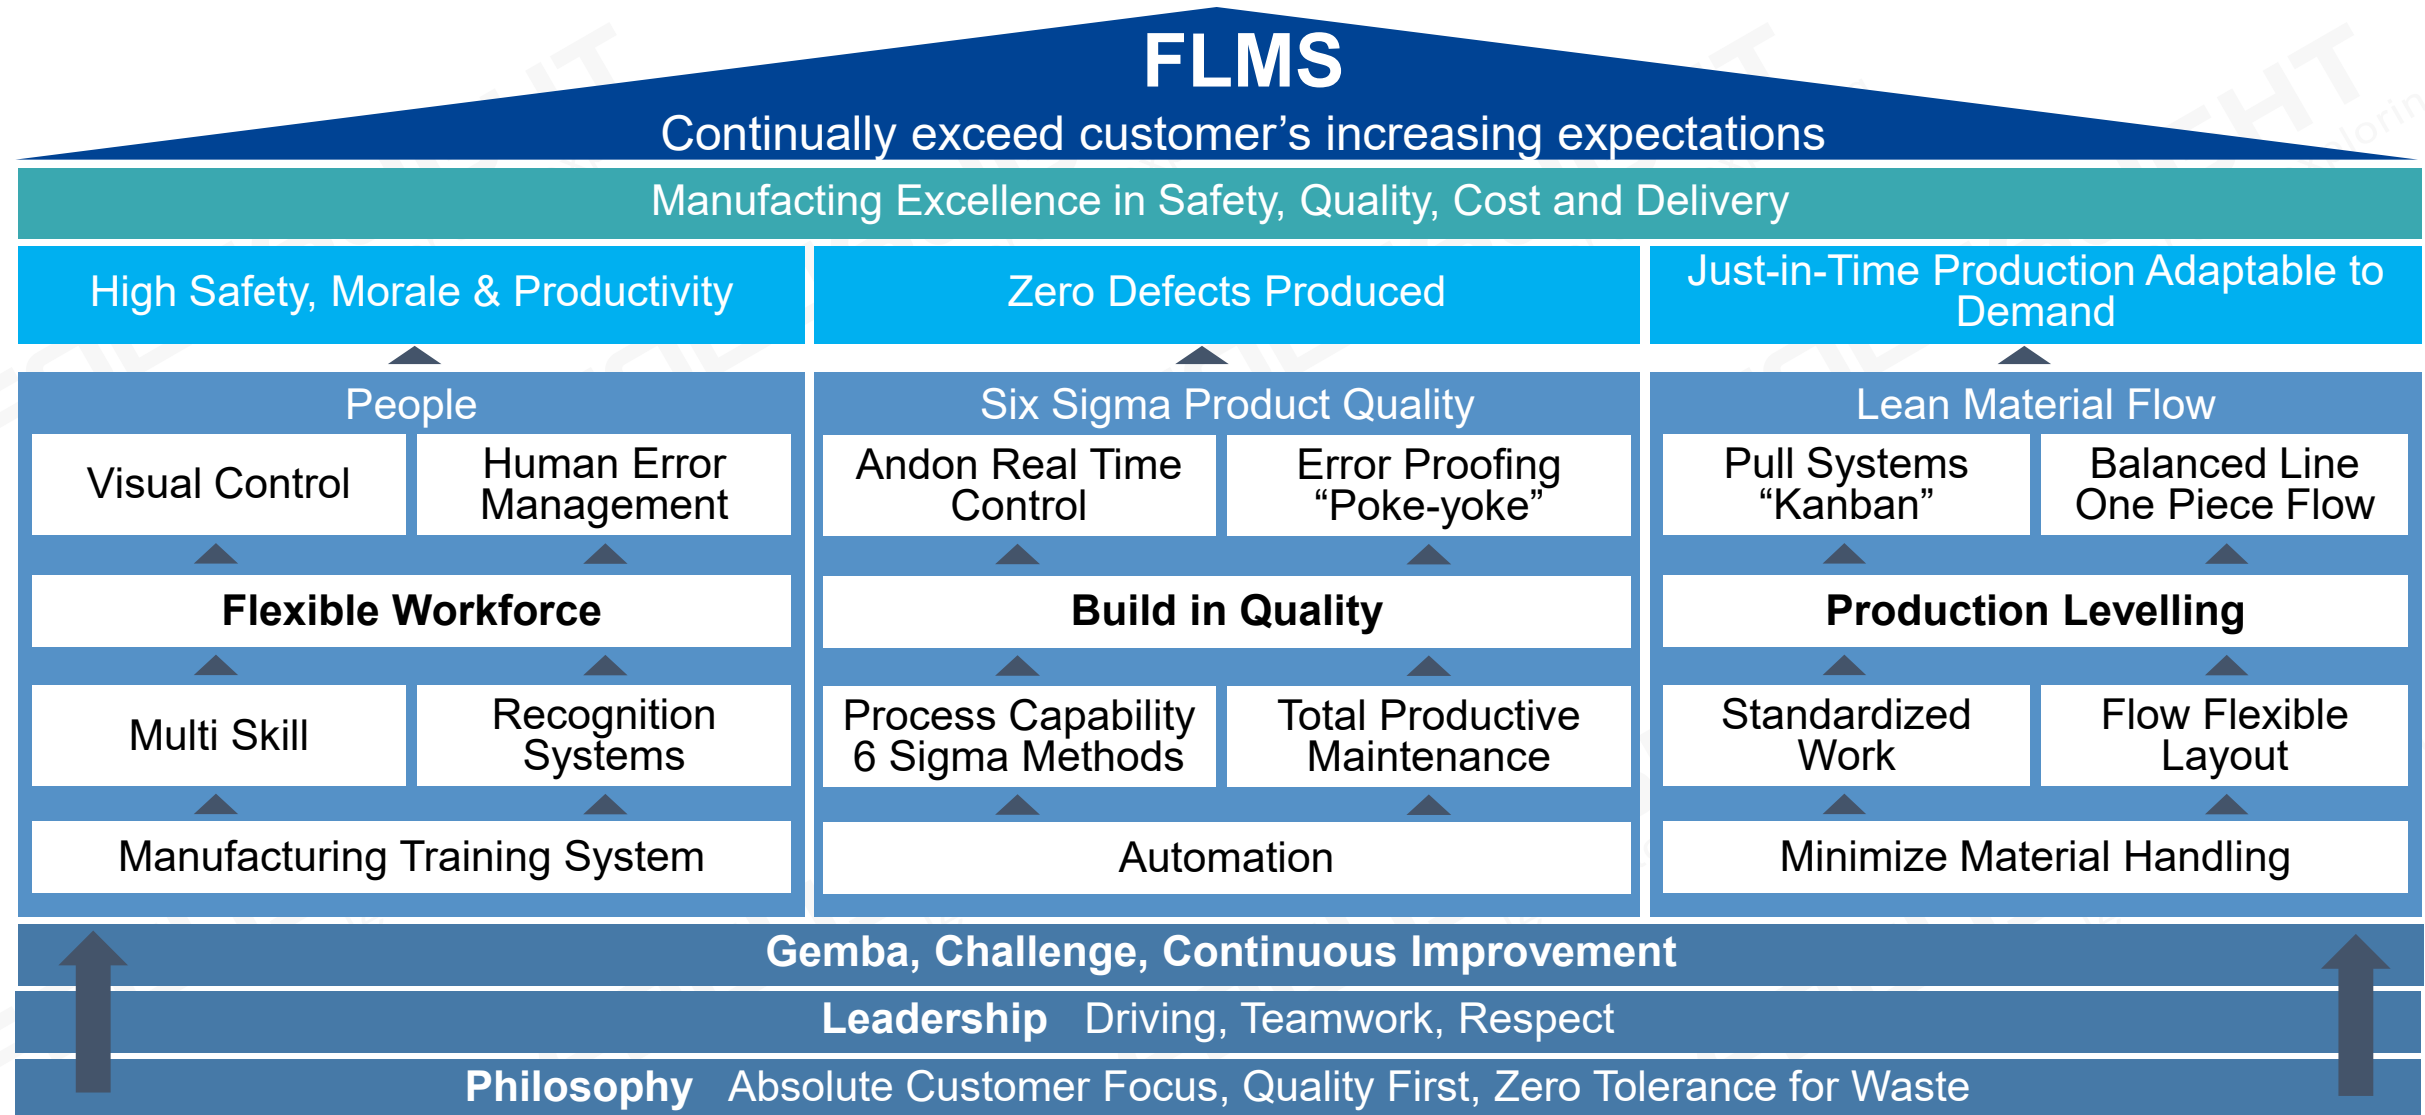 FLMS
Continually exceed customer’s increasing expectations
Manufacting Excellence in Safety, Quality, Cost and Delivery
High Safety, Morale & Productivity
Zero Defects Produced
Just-in-Time Production Adaptable to
Demand
People
Visual Control
Human Error
Management
Flexible Workforce
Multi Skill
Recognition
Systems
Manufacturing Training System
Six Sigma Product Quality
Andon Real Time
Control
Error Proofing
“Poke-yoke”
Build in Quality
Process Capability
6 Sigma Methods
Total Productive
Maintenance
Automation
Lean Material Flow
Pull Systems
“Kanban”
Balanced Line
One Piece Flow
Production Levelling
Standardized
Work
Flow Flexible
Layout
Minimize Material Handling
Gemba, Challenge, Continuous Improvement
Leadership Driving, Teamwork, Respect
Philosophy Absolute Customer Focus, Quality First, Zero Tolerance for Waste